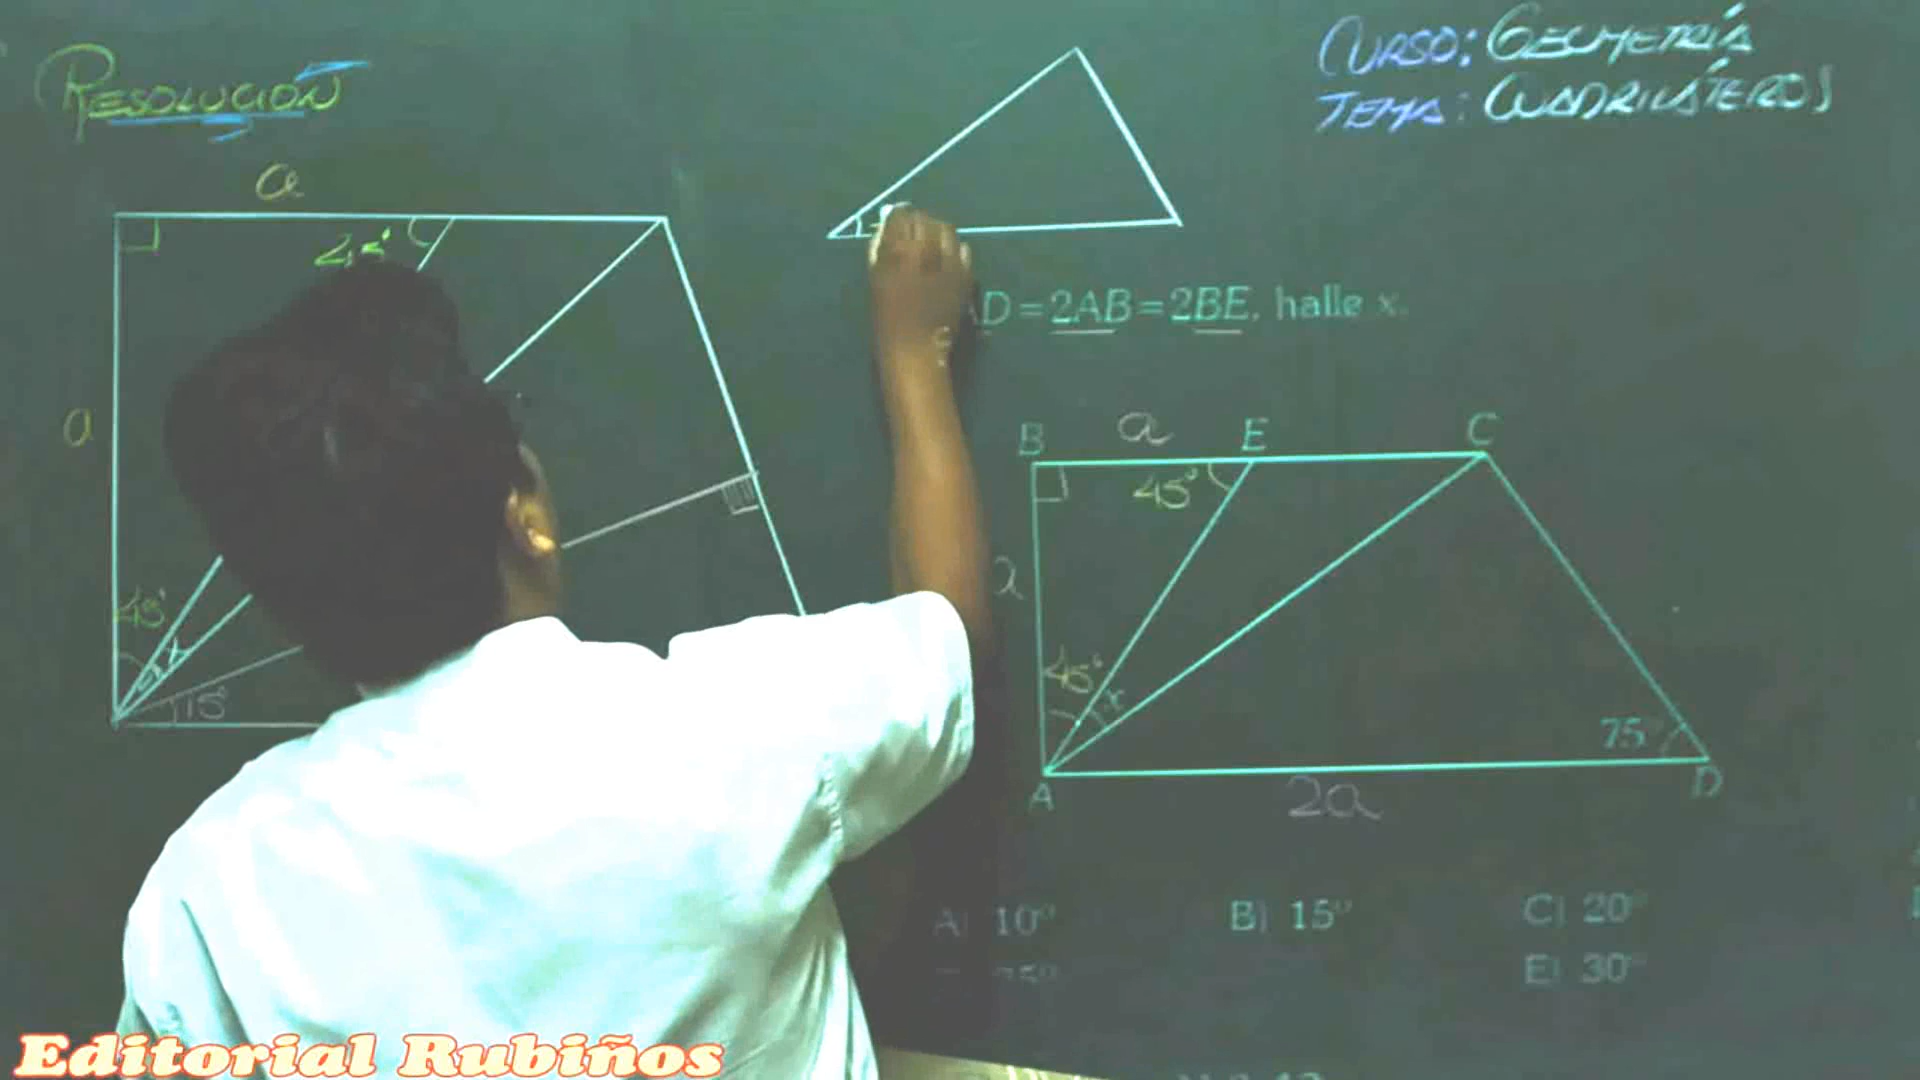 RESOLUCIÓN
CURSO: GEOMETRÍA
TEMA: CUADRILÁTEROS
a
45°
a
45°
x
15°
D=2AB=2BE, halle x.
B a E C
45°
a
45°
x
75°
A 2a D
A) 10° B) 15° C) 20°
E) 30°
Editorial Rubiños